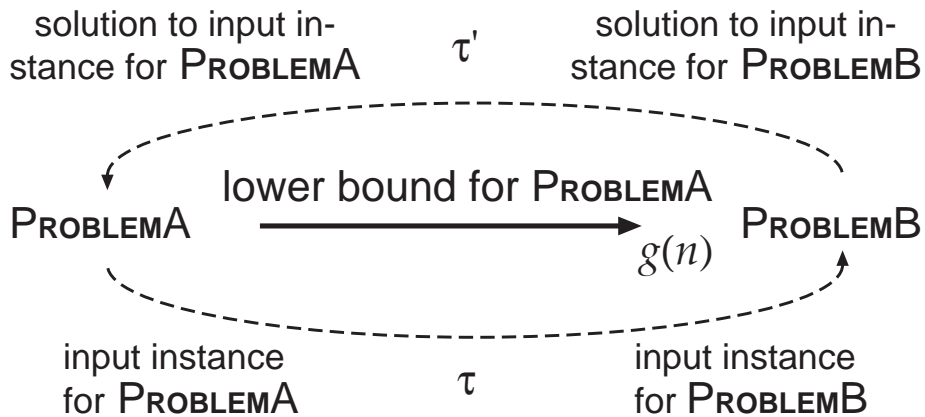 solution to input in-
stance for PROBLEMA
τ'
solution to input in-
stance for PROBLEMB
lower bound for PROBLEMA
PROBLEMA
g(n)
PROBLEMB
input instance
for PROBLEMA
τ
input instance
for PROBLEMB